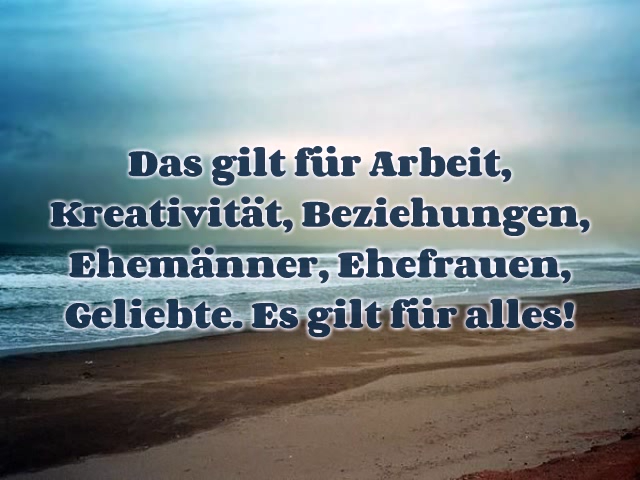 Das gilt für Arbeit,
Kreativität, Beziehungen,
Ehemänner, Ehefrauen,
Geliebte. Es gilt für alles!